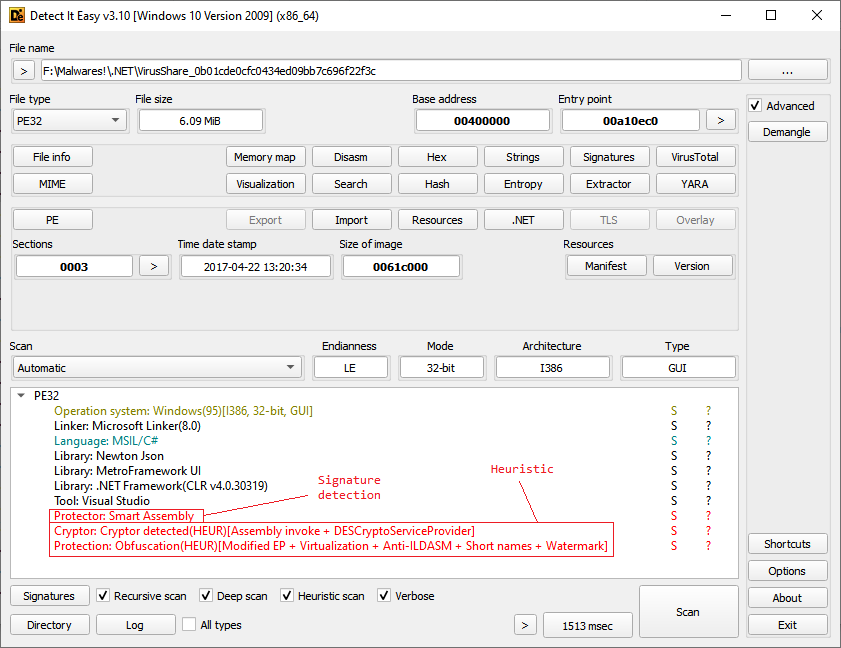 Detect It Easy v3.10 [Windows 10 Version 2009] (x86_64)
File name
> F:\Malwares!\.NET\VirusShare_0b01cde0cfc0434ed09bb7c696f22f3c ...
File type File size Base address Entry point Advanced
PE32 6.09 MiB 00400000 00a10ec0 > Demangle
File info Memory map Disasm Hex Strings Signatures VirusTotal
MIME Visualization Search Hash Entropy Extractor YARA
PE Export Import Resources .NET TLS Overlay
Sections Time date stamp Size of image Resources
0003 > 2017-04-22 13:20:34 0061c000 Manifest Version
Scan Endianness Mode Architecture Type
Automatic LE 32-bit I386 GUI
PE32
Operation system: Windows(95)[I386, 32-bit, GUI] S ?
Linker: Microsoft Linker(8.0) S ?
Language: MSIL/C# S ?
Library: Newton Json S ?
Library: MetroFramework UI S ?
Library: .NET Framework(CLR v4.0.30319) S ?
Tool: Visual Studio S ?
Signature
detection
Heuristic
Protector: Smart Assembly S ?
Cryptor: Cryptor detected(HEUR)[Assembly invoke + DESCryptoServiceProvider] S ?
Protection: Obfuscation(HEUR)[Modified EP + Virtualization + Anti-ILDASM + Short names + Watermark] S ?
Shortcuts
Options
Signatures Recursive scan Deep scan Heuristic scan Verbose Scan About
Directory Log All types > 1513 msec Exit